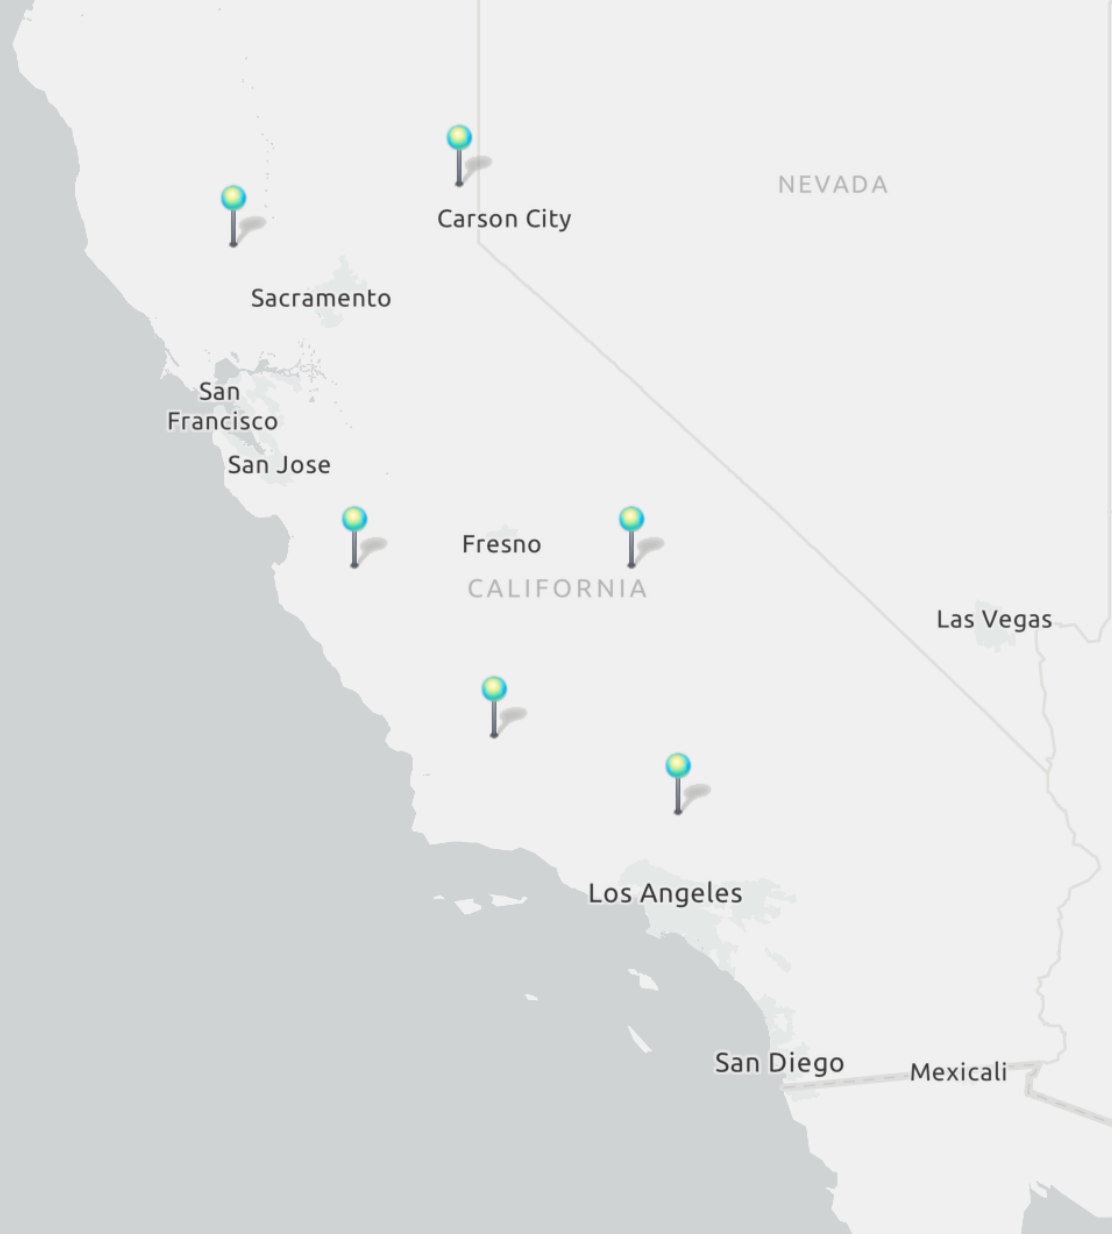 NEVADA
Carson City
Sacramento
San
Francisco
San Jose
Fresno
CALIFORNIA
Las Vegas
Los Angeles
San Diego
Mexicali